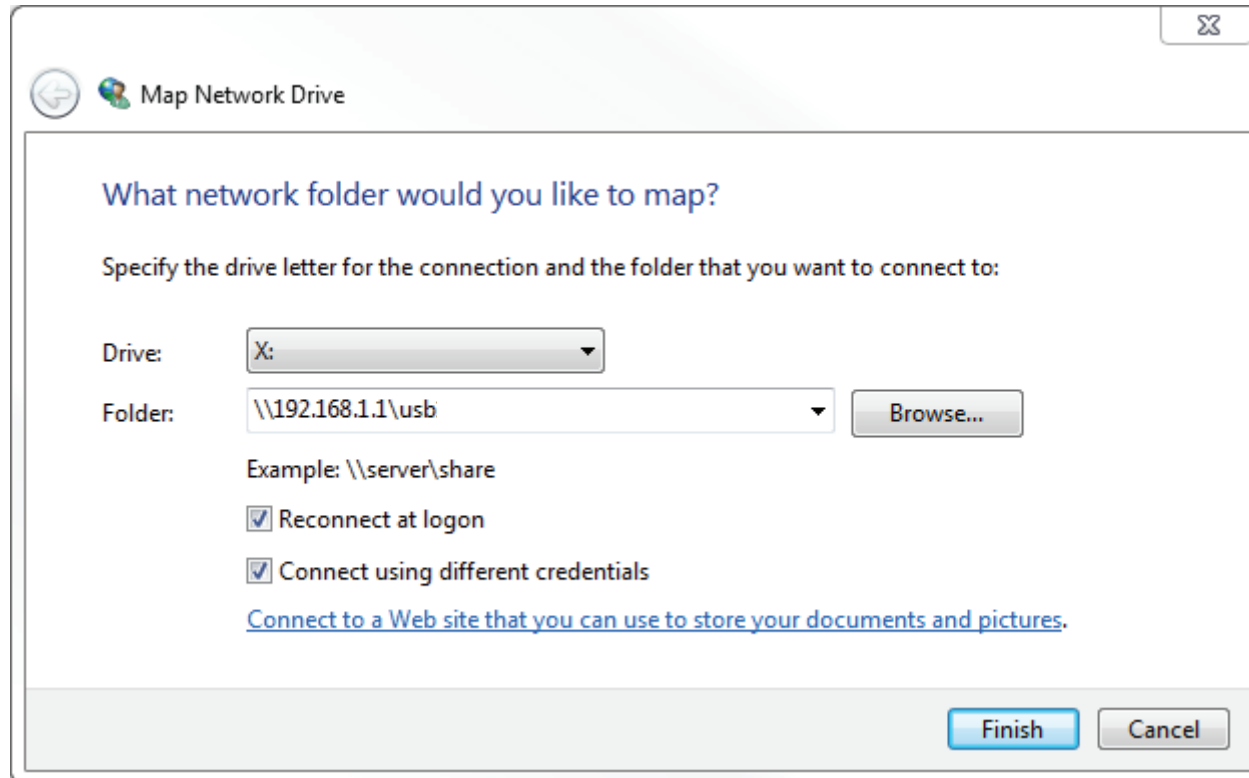 Map Network Drive
What network folder would you like to map?
Specify the drive letter for the connection and the folder that you want to connect to:
Drive: X:
Folder: \\192.168.1.1\usb Browse...
Example: \\server\share
Reconnect at logon
Connect using different credentials
Connect to a Web site that you can use to store your documents and pictures.
Finish Cancel